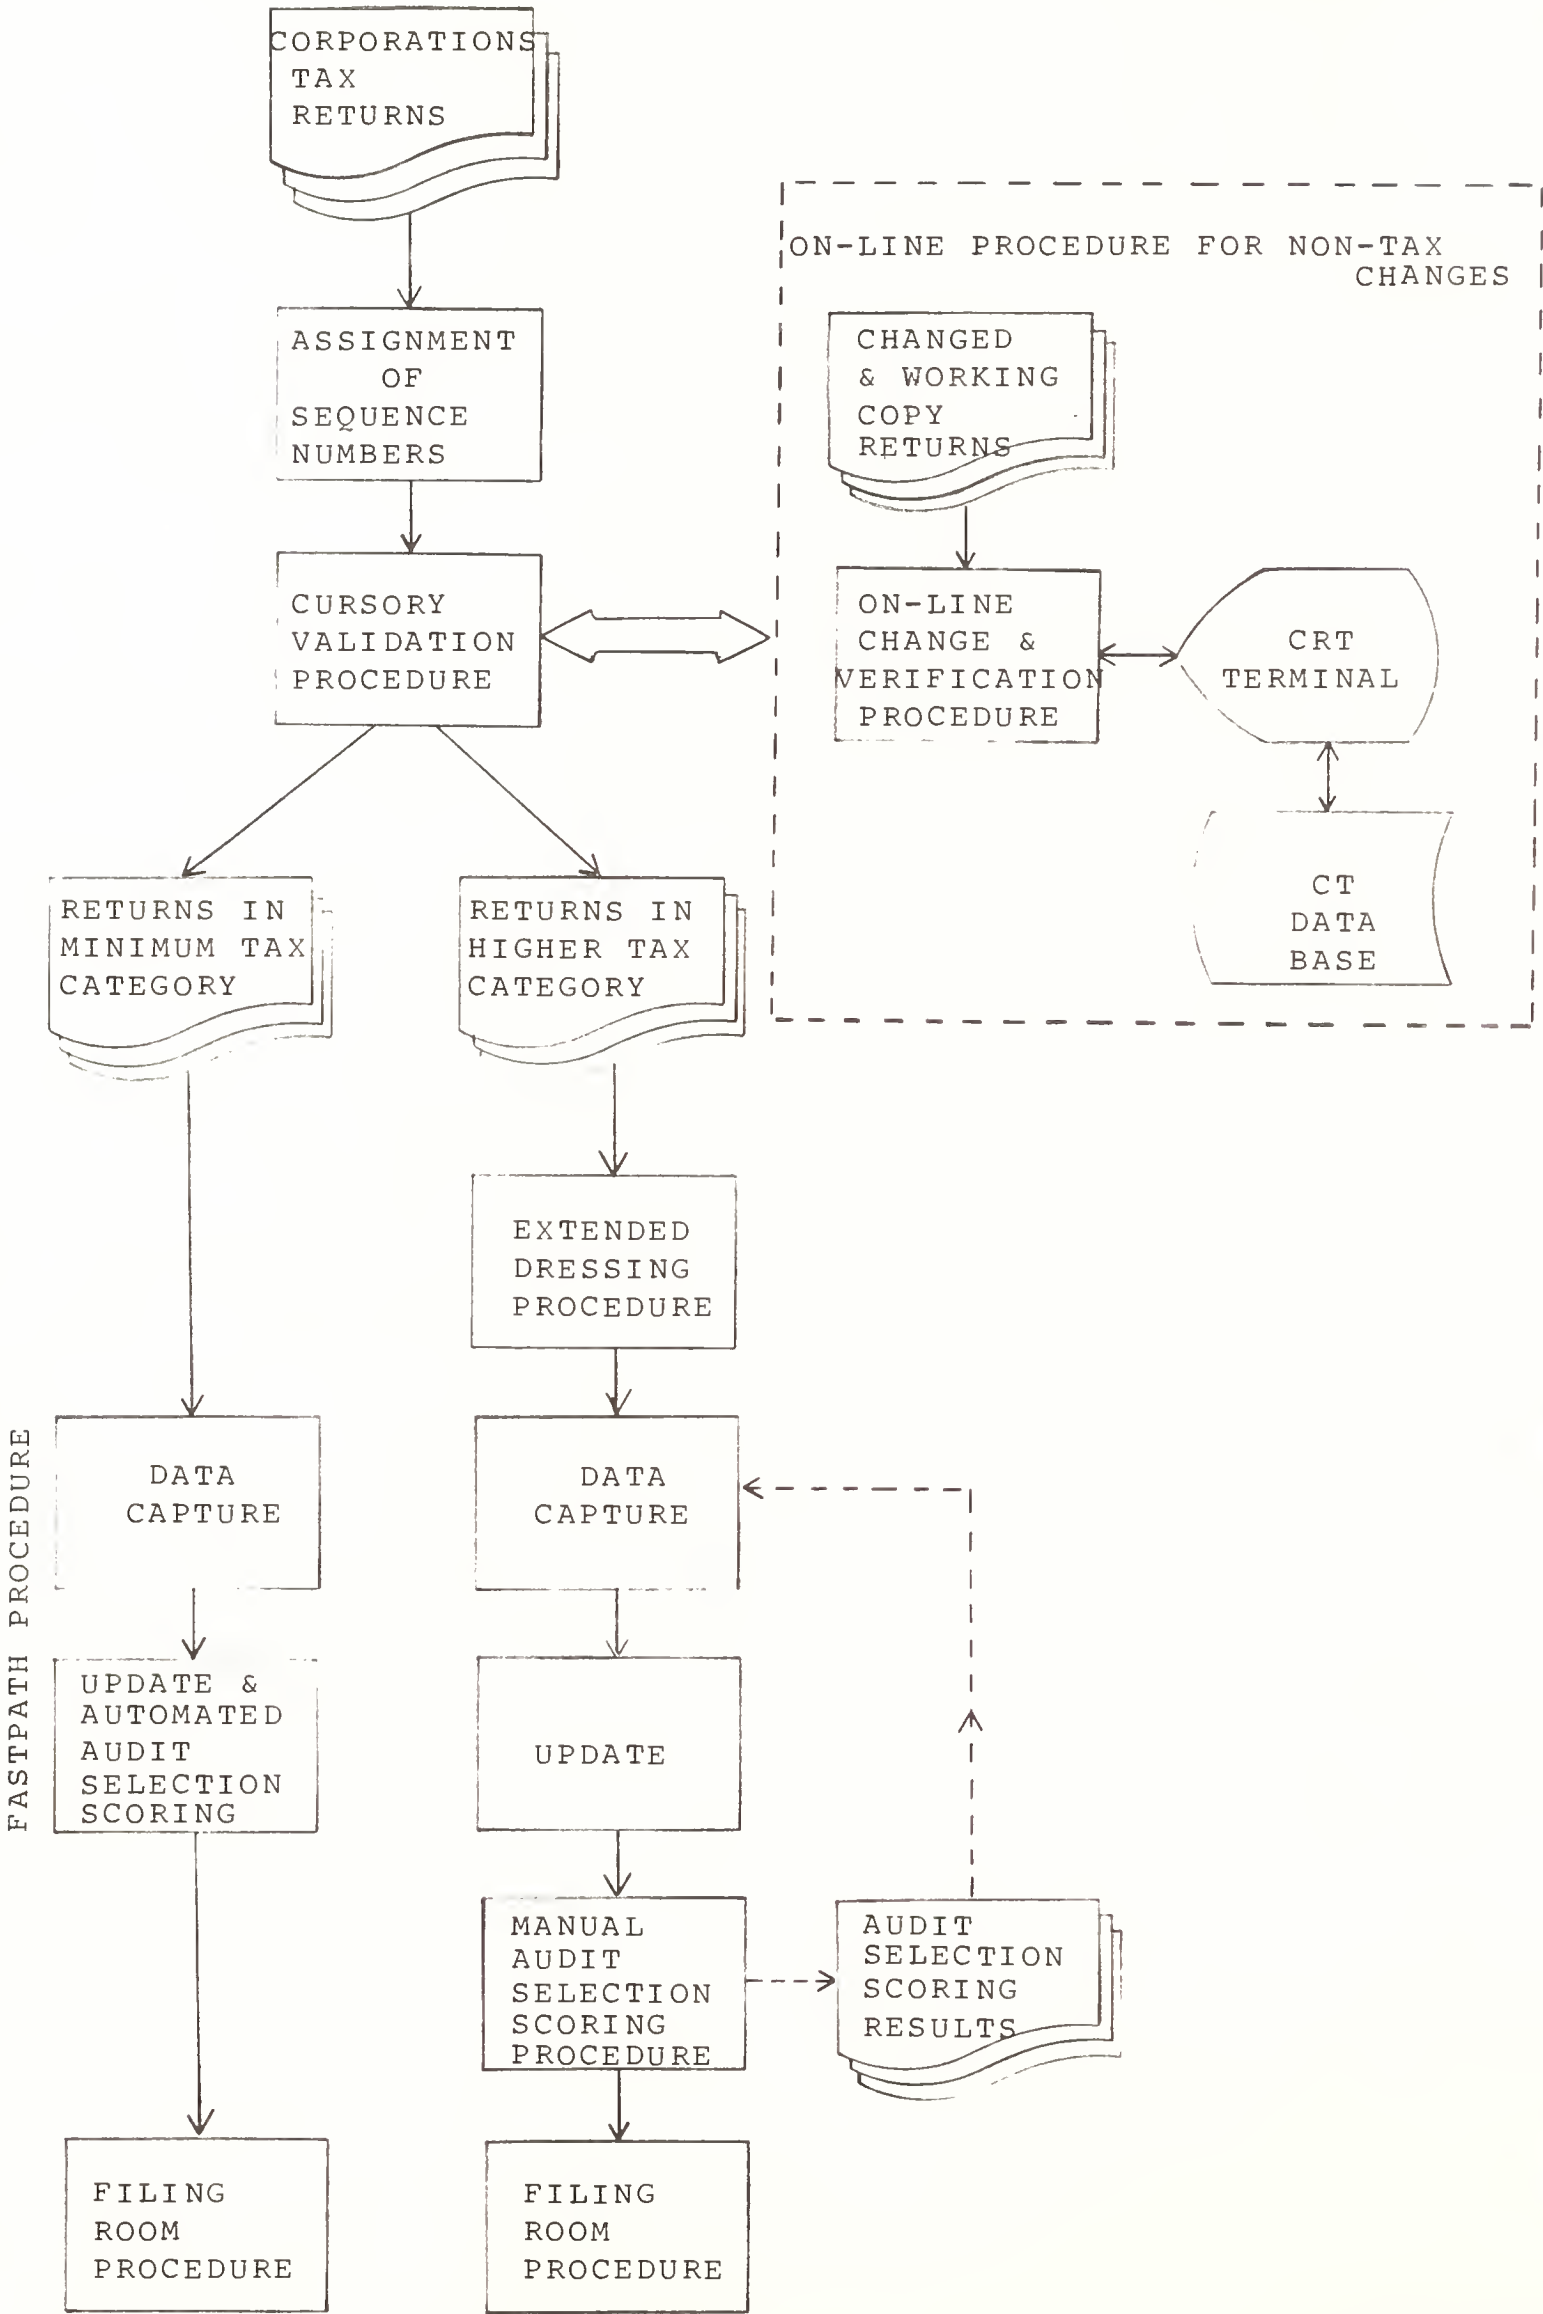 CORPORATIONS
TAX
RETURNS
ASSIGNMENT
OF
SEQUENCE
NUMBERS
CURSORY
VALIDATION
PROCEDURE
ON-LINE PROCEDURE FOR NON-TAX
CHANGES
CHANGED
& WORKING
COPY
RETURNS
ON-LINE
CHANGE &
VERIFICATION
PROCEDURE
CRT
TERMINAL
CT
DATA
BASE
RETURNS IN
MINIMUM TAX
CATEGORY
RETURNS IN
HIGHER TAX
CATEGORY
EXTENDED
DRESSING
PROCEDURE
FASTPATH PROCEDURE
DATA
CAPTURE
DATA
CAPTURE
UPDATE &
AUTOMATED
AUDIT
SELECTION
SCORING
UPDATE
MANUAL
AUDIT
SELECTION
SCORING
PROCEDURE
AUDIT
SELECTION
SCORING
RESULTS
FILING
ROOM
PROCEDURE
FILING
ROOM
PROCEDURE